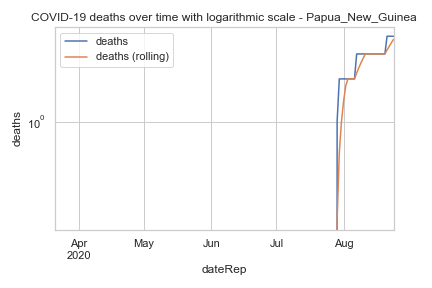 COVID-19 deaths over time with logarithmic scale - Papua_New_Guinea
deaths
deaths (rolling)
deaths
10⁰
Apr
2020
May
Jun
Jul
Aug
dateRep